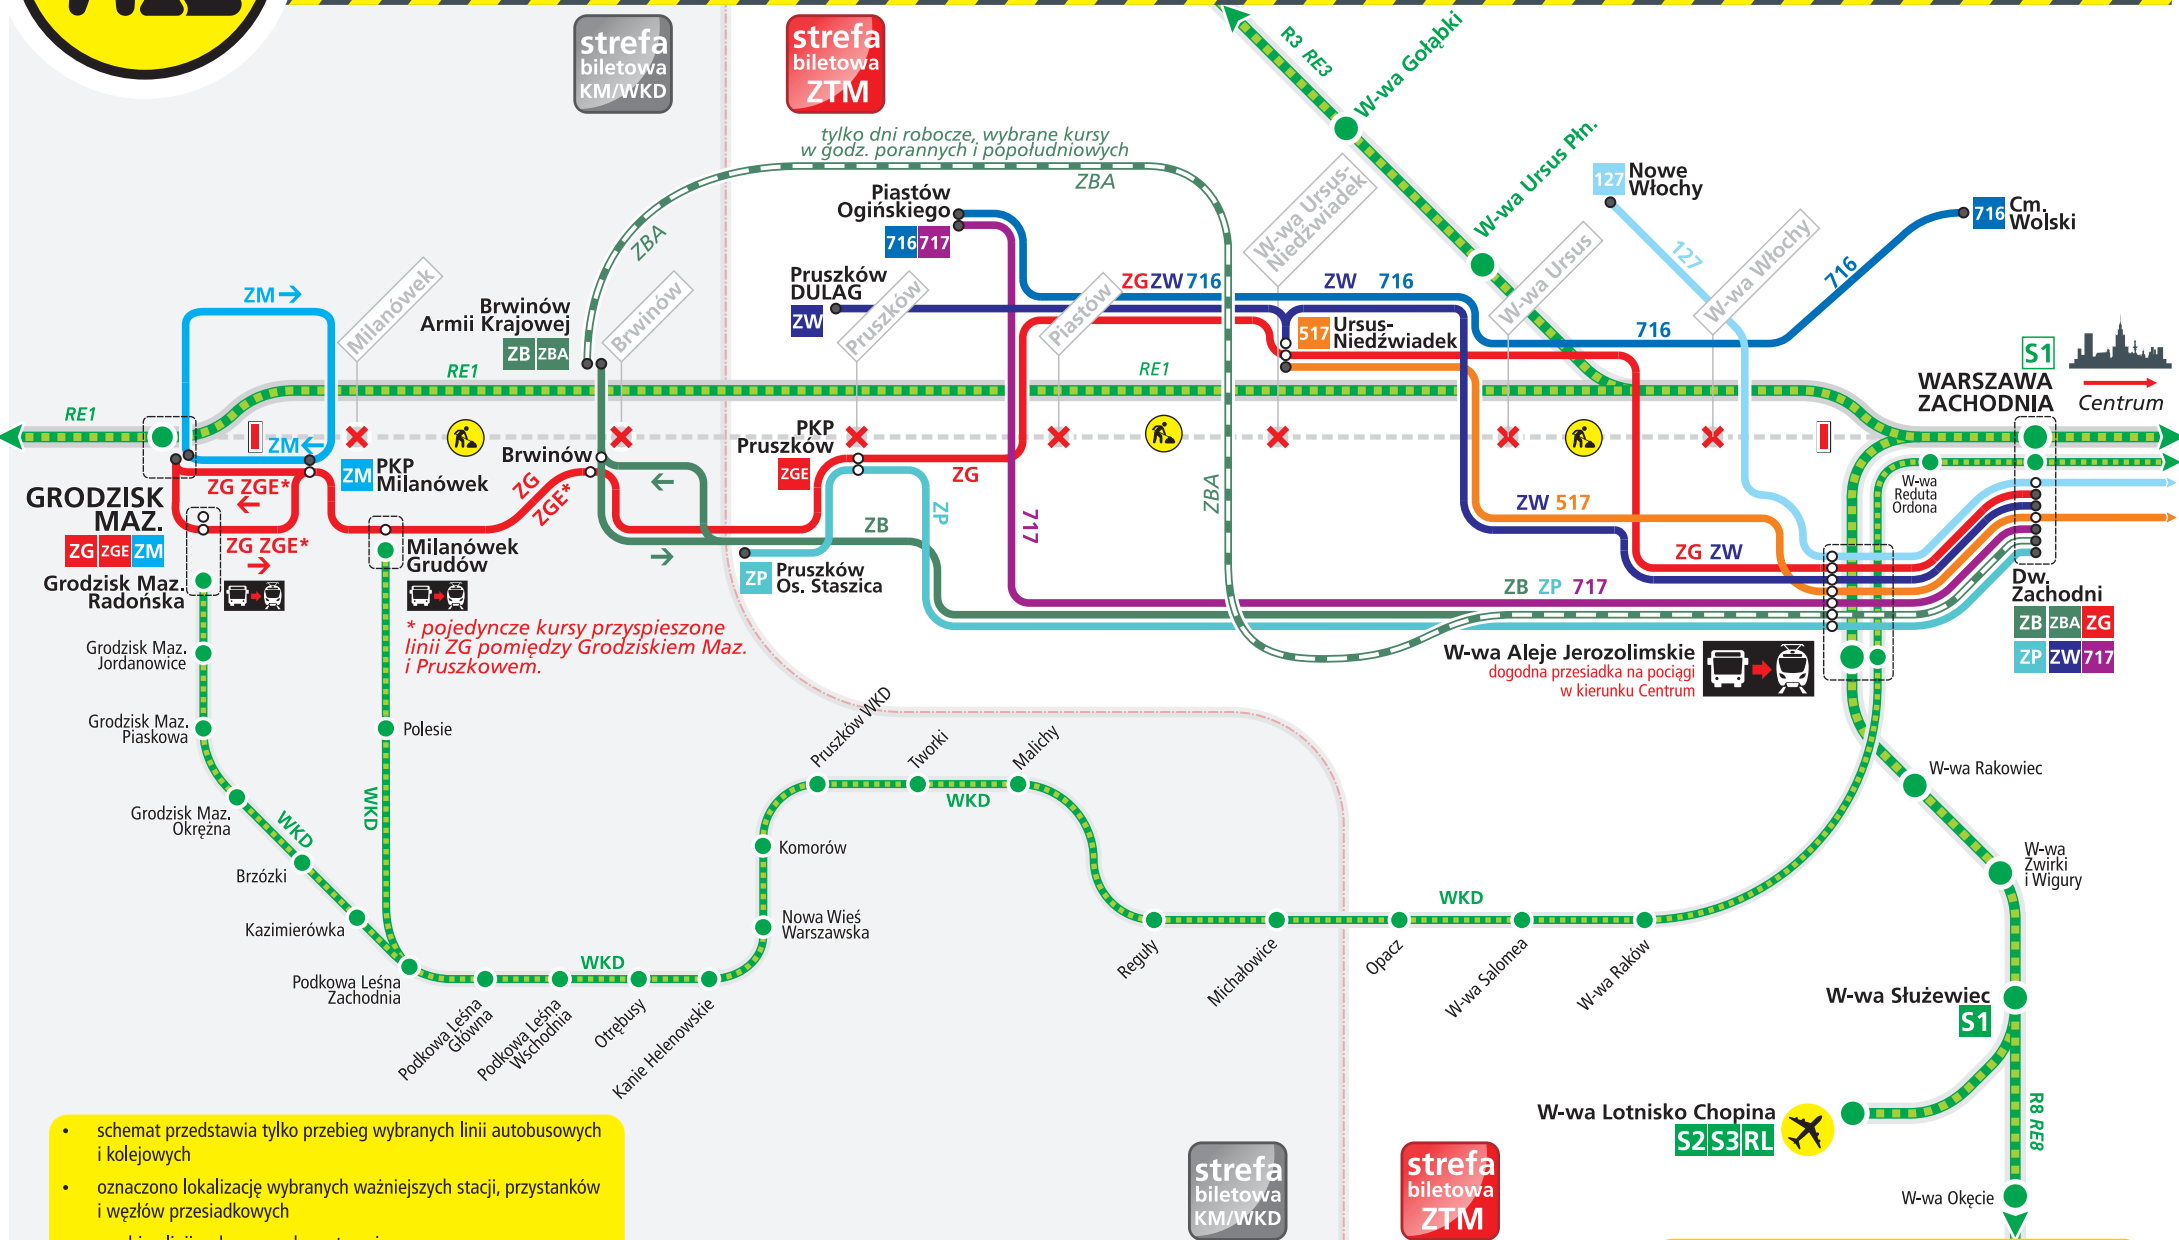 strefa
biletowa
KM/WKD
strefa
biletowa
ZTM
R3 RE3
W-wa Gołąbki
W-wa Ursus Płn.
tylko dni robocze, wybrane kursy
w godz. porannych i popołudniowych
ZBA
ZBA
Piastów
Ogińskiego
716 717
W-wa Ursus-
Niedźwiadek
127 Nowe
Włochy
716 Cm.
Wolski
Pruszków
DULAG
ZW
ZG ZW 716
ZW 716
127
716
W-wa Ursus
W-wa Włochy
ZM
Milanówek
Brwinów
Armii Krajowej
ZB ZBA
Brwinów
Pruszków
Piastów
517 Ursus-
Niedźwiadek
716
S1
WARSZAWA
ZACHODNIA
Centrum
RE1
RE1
RE1
ZM
ZM PKP
Milanówek
Brwinów
PKP
Pruszków
ZGE
ZG
GRODZISK
MAZ.
ZG ZGE ZM
ZG ZGE*
ZG ZGE*
ZG
ZGE*
ZB
ZP
717
ZBA
ZW 517
ZG ZW
ZB ZP 717
W-wa
Reduta
Ordona
Milanówek
Grudów
ZP Pruszków
Os. Staszica
Grodzisk Maz.
Radońska
* pojedyncze kursy przyspieszone
linii ZG pomiędzy Grodziskiem Maz.
i Pruszkowem.
W-wa Aleje Jerozolimskie
dogodna przesiadka na pociągi
w kierunku Centrum
Dw.
Zachodni
ZB ZBA ZG
ZP ZW 717
Grodzisk Maz.
Jordanowice
Grodzisk Maz.
Piaskowa
Polesie
Grodzisk Maz.
Okrężna
WKD
WKD
Brzózki
Kazimierówka
Podkowa Leśna
Zachodnia
Podkowa Leśna
Główna
Podkowa Leśna
Wschodnia
WKD
Otrębusy
Kanie Helenowskie
Nowa Wieś
Warszawska
Komorów
Pruszków WKD
Tworki
WKD
Malichy
Reguły
Michałowice
Opacz
WKD
W-wa Salomea
W-wa Raków
W-wa Rakowiec
W-wa
Żwirki
i Wigury
W-wa Służewiec
S1
W-wa Lotnisko Chopina
S2 S3 RL
R8 RE8
W-wa Okęcie
strefa
biletowa
KM/WKD
strefa
biletowa
ZTM
• schemat przedstawia tylko przebieg wybranych linii autobusowych
i kolejowych
• oznaczono lokalizację wybranych ważniejszych stacji, przystanków
i węzłów przesiadkowych